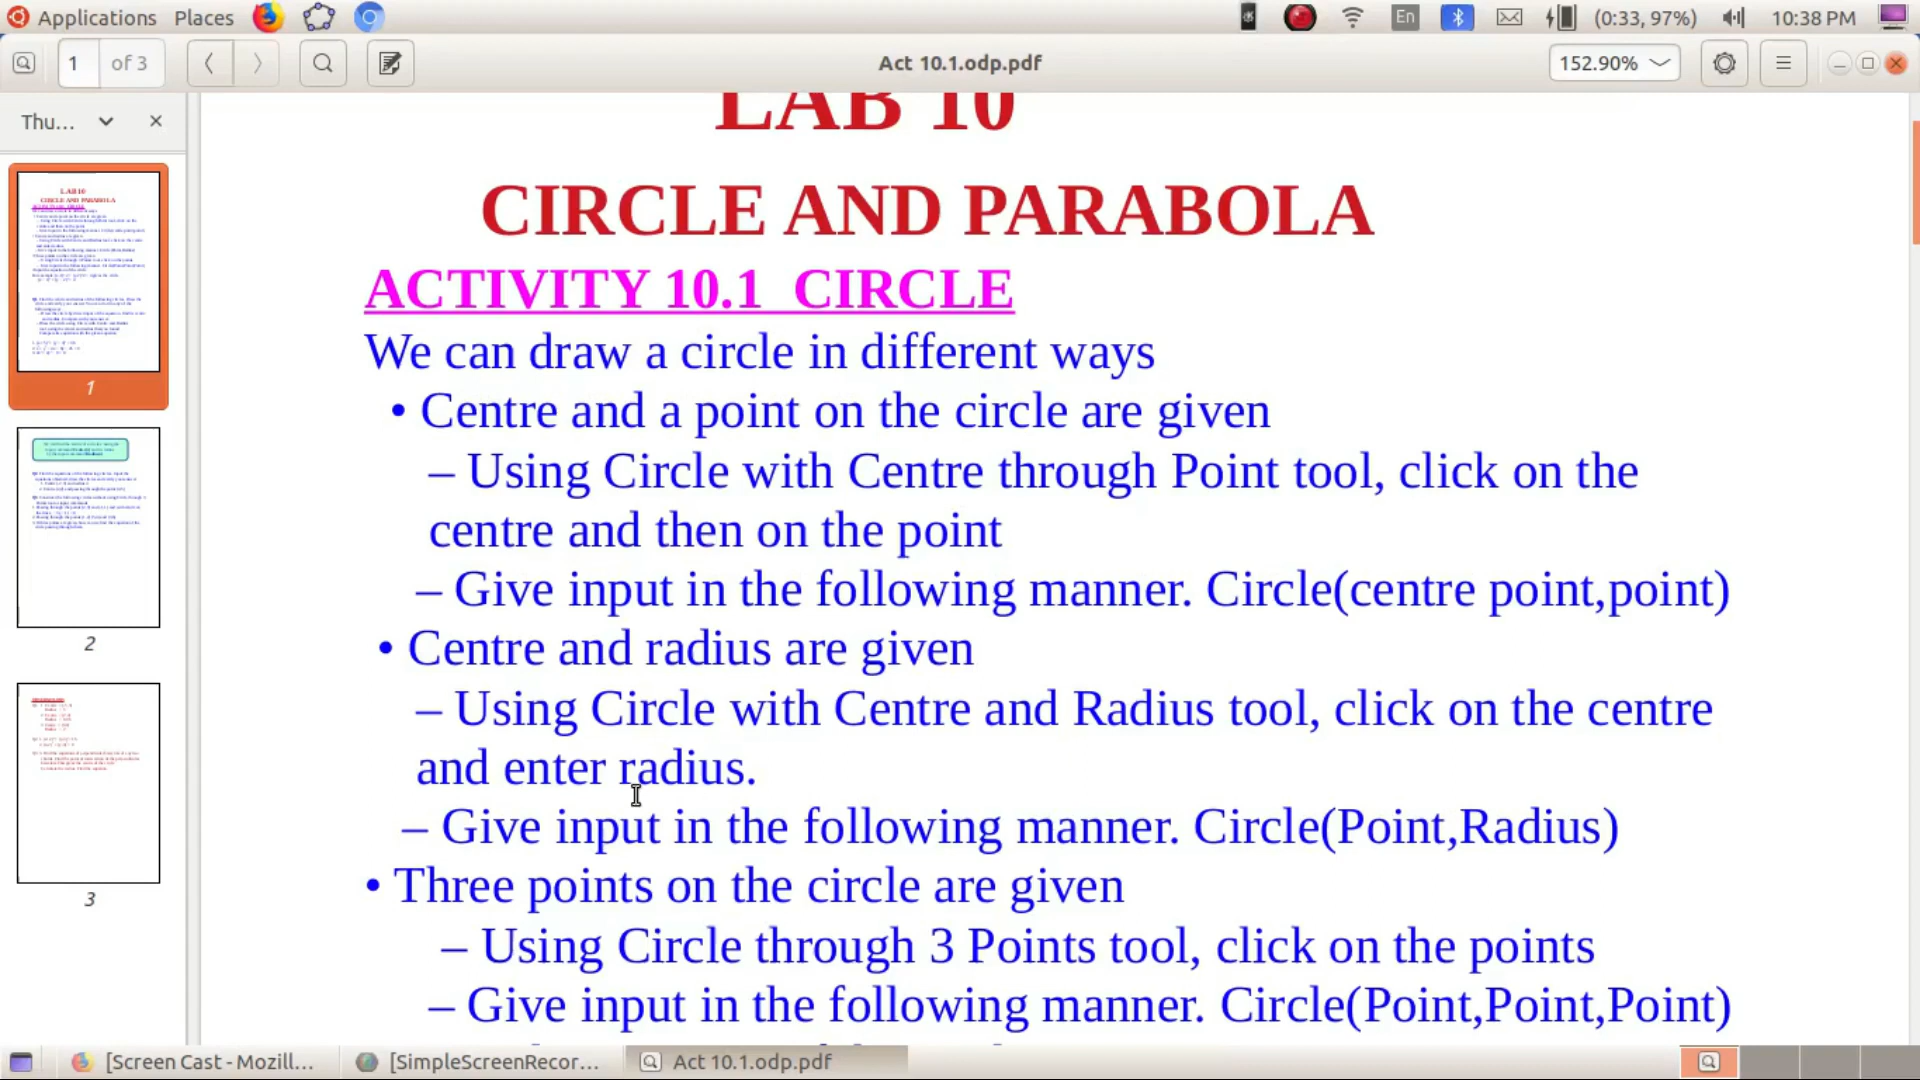 Applications Places En (0:33, 97%) 10:38 PM
1 of 3 Act 10.1.odp.pdf 152.90%
Thu...
LAB 10
CIRCLE AND PARABOLA
ACTIVITY 10.1 CIRCLE
We can draw a circle in different ways
• Centre and a point on the circle are given
– Using Circle with Centre through Point tool, click on the
centre and then on the point
– Give input in the following manner. Circle(centre point,point)
• Centre and radius are given
– Using Circle with Centre and Radius tool, click on the centre
and enter radius.
– Give input in the following manner. Circle(Point,Radius)
• Three points on the circle are given
– Using Circle through 3 Points tool, click on the points
– Give input in the following manner. Circle(Point,Point,Point)
1
2
3
[Screen Cast - Mozill... [SimpleScreenRecor... Act 10.1.odp.pdf